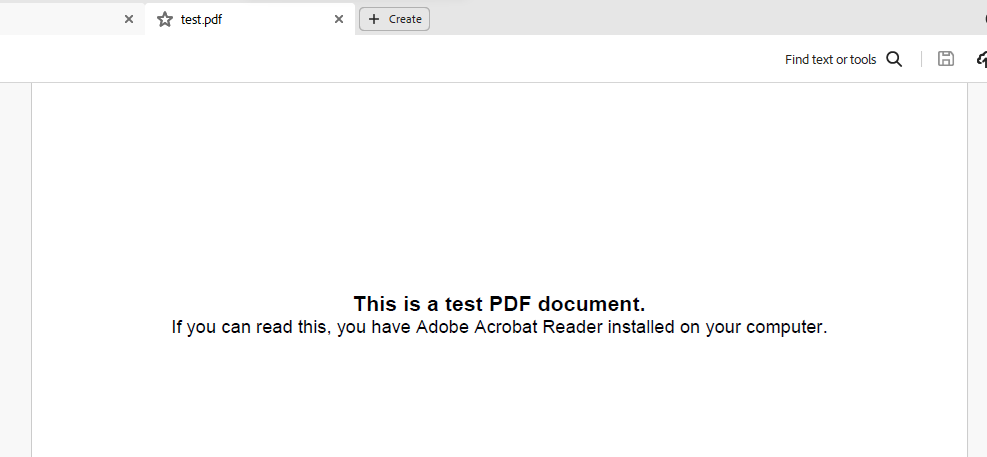 test.pdf
Create
Find text or tools
This is a test PDF document.
If you can read this, you have Adobe Acrobat Reader installed on your computer.